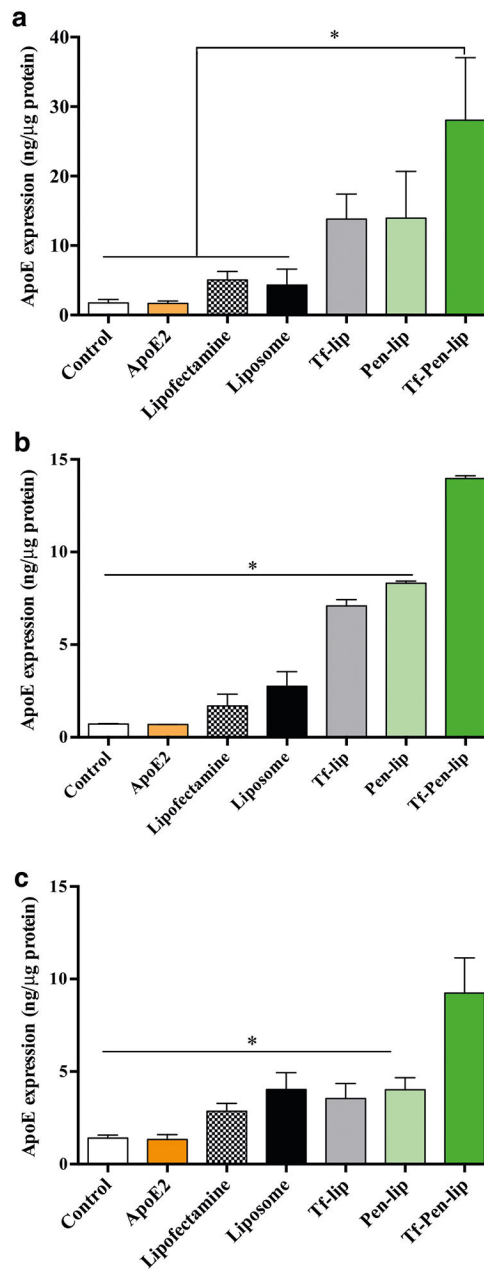 a
*
ApoE expression (ng/μg protein)
40
30
20
10
0
Control
ApoE2
Lipofectamine
Liposome
Tf-lip
Pen-lip
Tf-Pen-lip
b
*
ApoE expression (ng/μg protein)
15
10
5
0
Control
ApoE2
Lipofectamine
Liposome
Tf-lip
Pen-lip
Tf-Pen-lip
c
*
ApoE expression (ng/μg protein)
15
10
5
0
Control
ApoE2
Lipofectamine
Liposome
Tf-lip
Pen-lip
Tf-Pen-lip